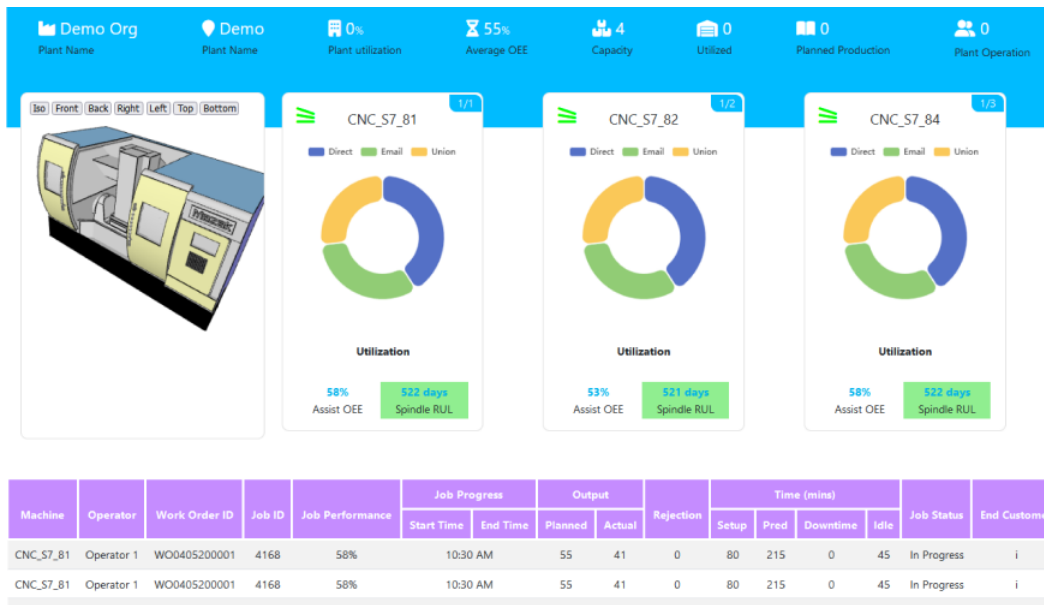 Demo Org
Plant Name
Demo
Plant Name
0%
Plant utilization
55%
Average OEE
4
Capacity
0
Utilized
0
Planned Production
0
Plant Operation
Iso Front Back Right Left Top Bottom
Mazak
1/1
CNC_S7_81
Direct Email Union
Utilization
58%
Assist OEE
522 days
Spindle RUL
1/2
CNC_S7_82
Direct Email Union
Utilization
53%
Assist OEE
521 days
Spindle RUL
1/3
CNC_S7_84
Direct Email Union
Utilization
58%
Assist OEE
522 days
Spindle RUL
Machine Operator Work Order ID Job ID Job Performance Job Progress Output Rejection Time (mins) Job Status End Custome
Start Time End Time Planned Actual Setup Pred Downtime Idle
CNC_S7_81 Operator 1 WO0405200001 4168 58% 10:30 AM 55 41 0 80 215 0 45 In Progress i
CNC_S7_81 Operator 1 WO0405200001 4168 58% 10:30 AM 55 41 0 80 215 0 45 In Progress i